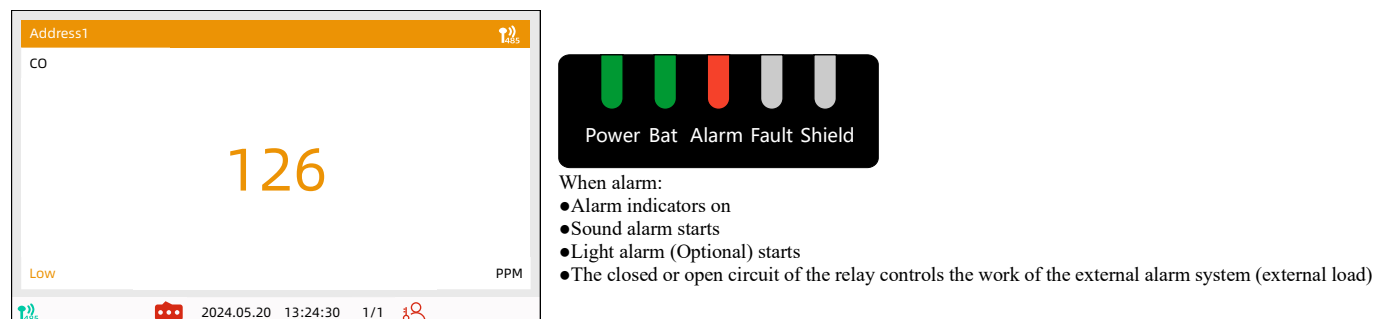 Address1
485
CO
126
Low
PPM
485
2024.05.20 13:24:30 1/1
Power Bat Alarm Fault Shield
When alarm:
●Alarm indicators on
●Sound alarm starts
●Light alarm (Optional) starts
●The closed or open circuit of the relay controls the work of the external alarm system (external load)